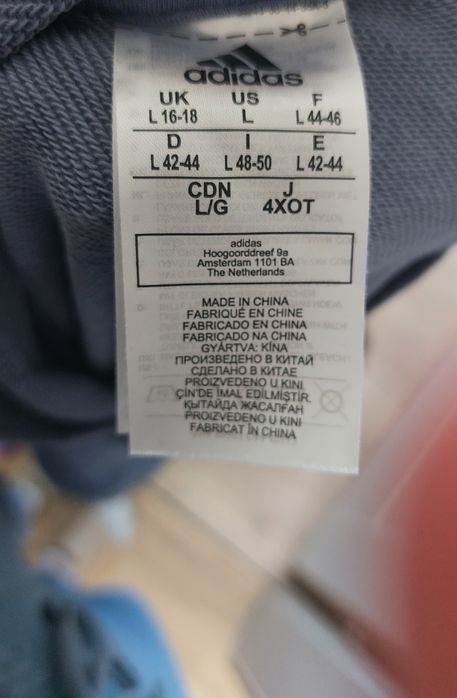 adidas
UK US F
L 16-18 L L 44-46
D I E
L 42-44 L 48-50 L 42-44
CDN J
L/G 4XOT
adidas
Hoogoorddreef 9a
Amsterdam 1101 BA
The Netherlands
MADE IN CHINA
FABRIQUÉ EN CHINE
FABRICADO EN CHINA
FABRICADO NA CHINA
GYÁRTVA: KÍNA
ПРОИЗВЕДЕНО В КИТАЙ
СДЕЛАНО В КИТАЕ
PROIZVEDENO U KINI
ÇİN'DE İMAL EDİLMİŞTİR.
ҚЫТАЙДА ЖАСАЛҒАН
PROIZVEDENO U KINI
FABRICAT ÎN CHINA